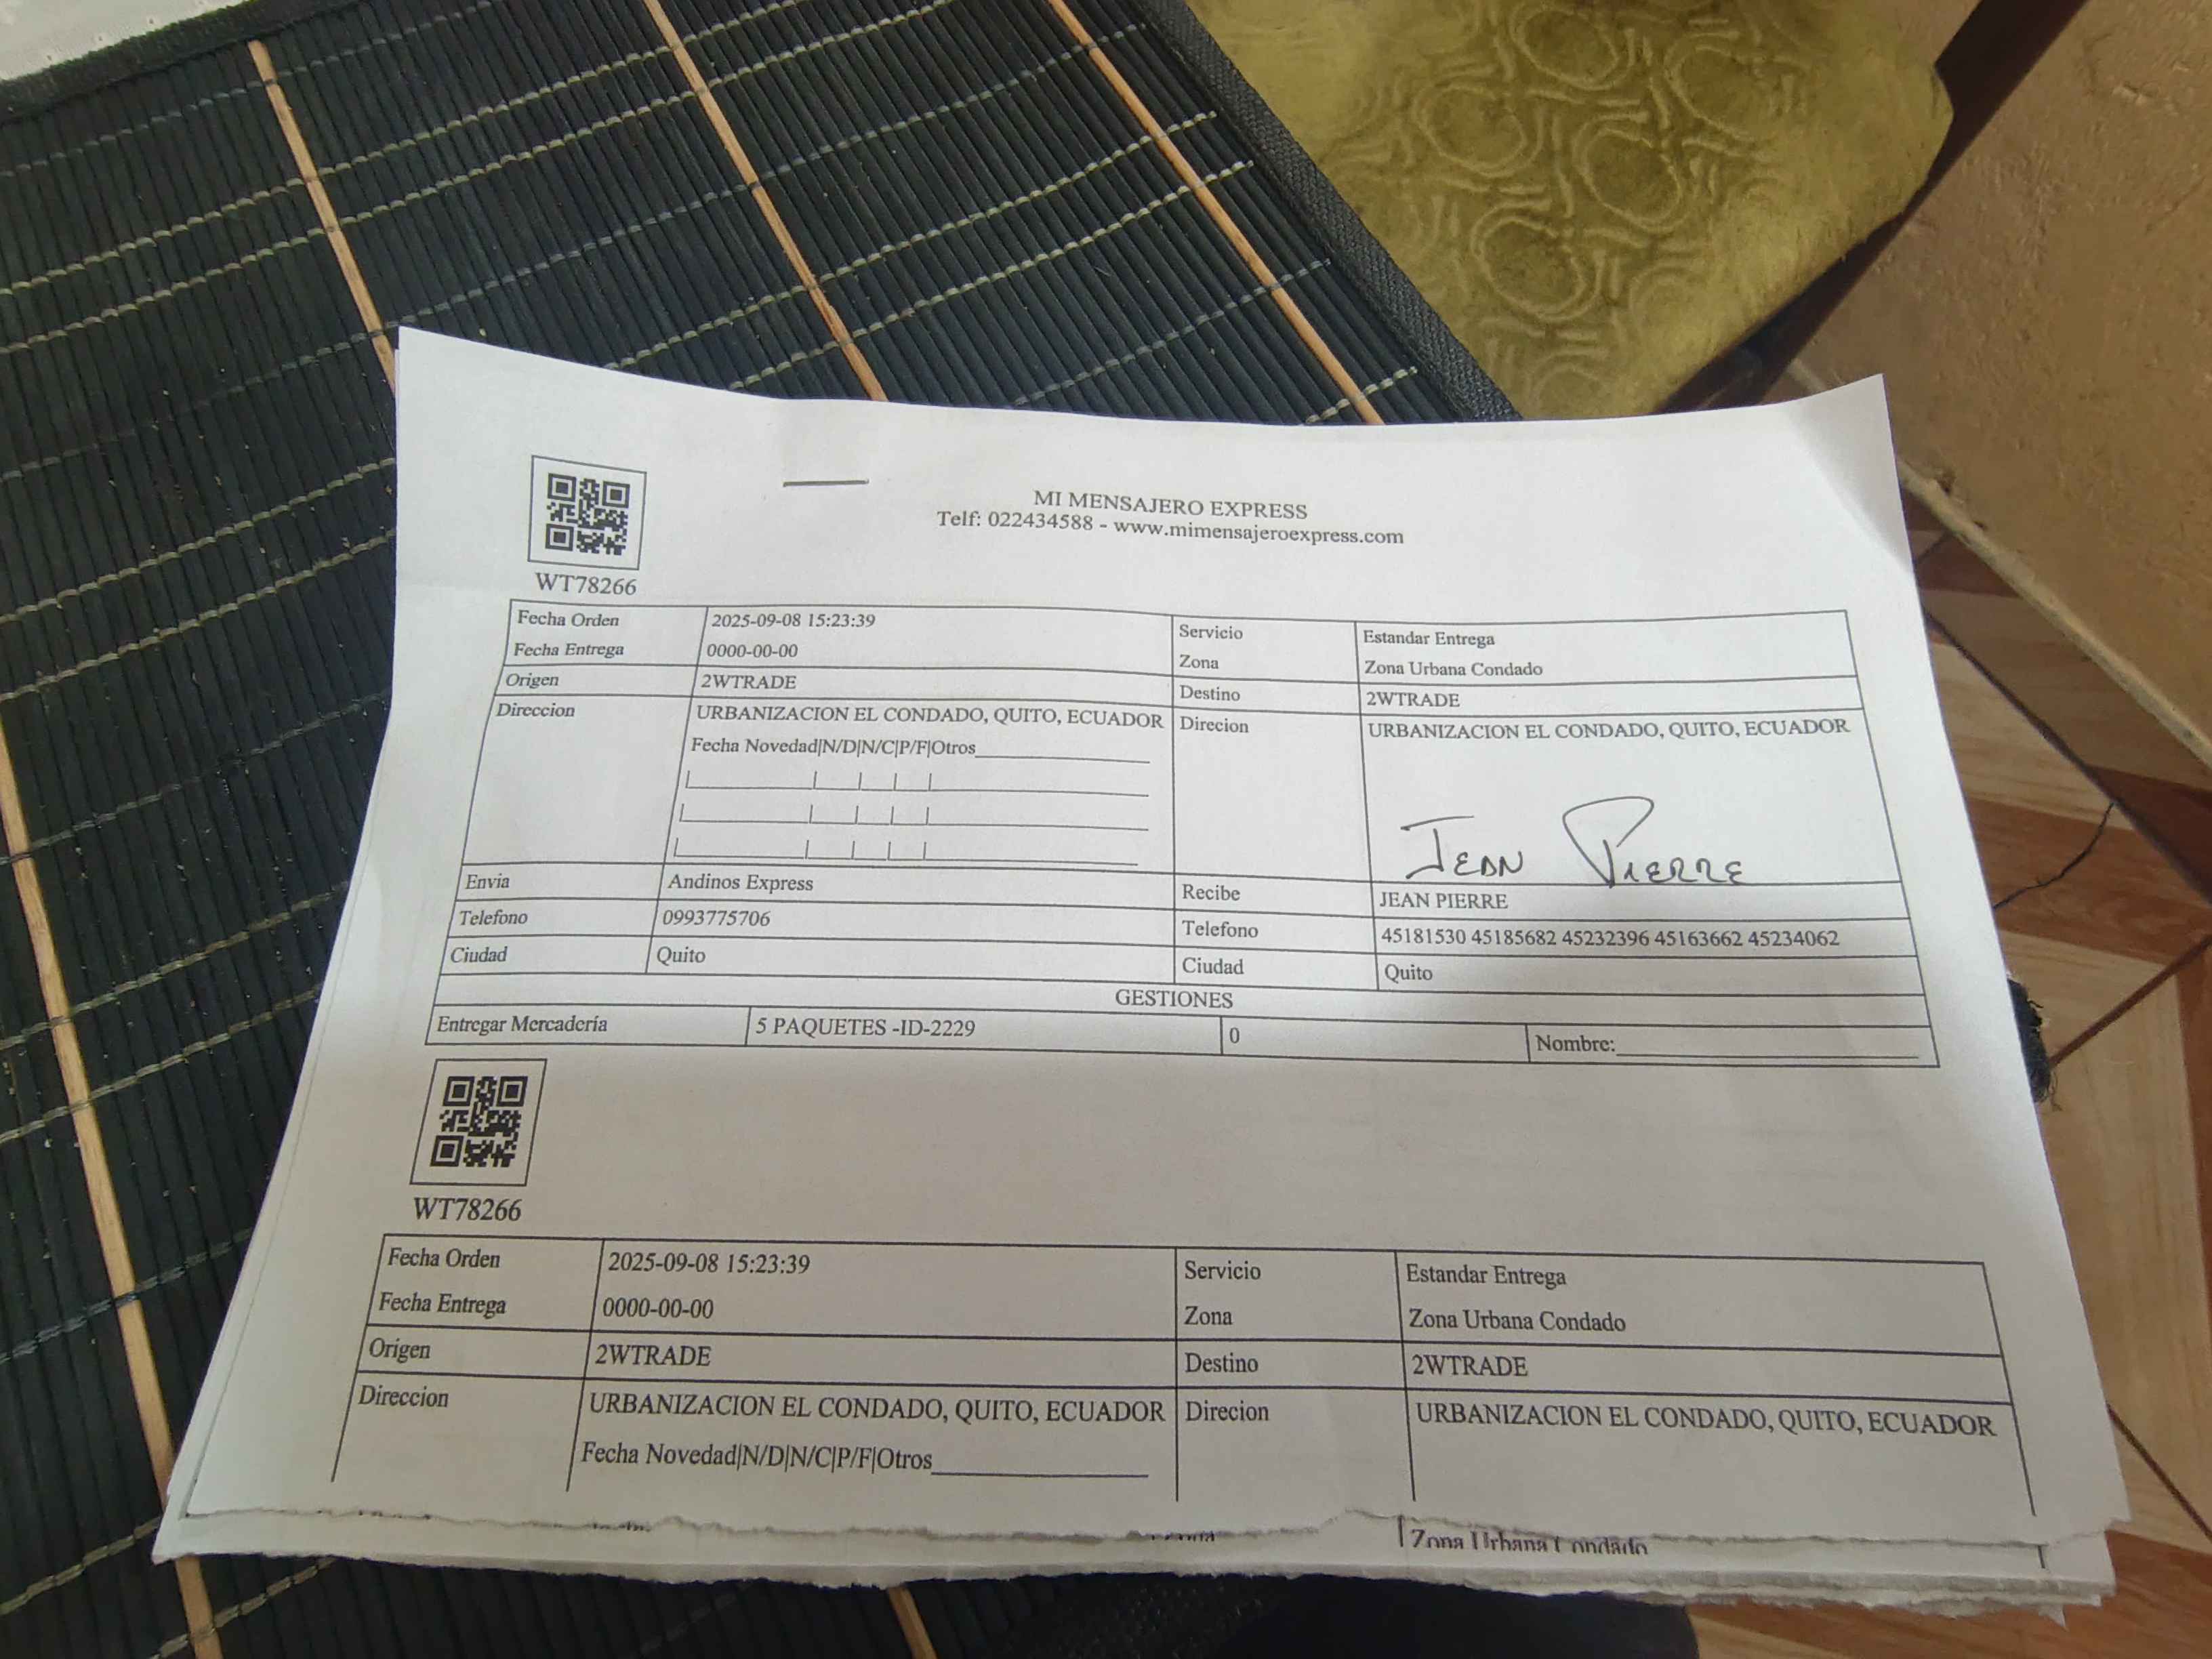 MI MENSAJERO EXPRESS
Telf: 022434588 - www.mimensajeroexpress.com
WT78266
Fecha Orden 2025-09-08 15:23:39 Servicio Estandar Entrega
Fecha Entrega 0000-00-00 Zona Zona Urbana Condado
Origen 2WTRADE Destino 2WTRADE
Direccion URBANIZACION EL CONDADO, QUITO, ECUADOR Direcion URBANIZACION EL CONDADO, QUITO, ECUADOR
Fecha Novedad|N/D|N/C|P/F|Otros
JEAN PIERRE
Envia Andinos Express Recibe JEAN PIERRE
Telefono 0993775706 Telefono 45181530 45185682 45232396 45163662 45234062
Ciudad Quito Ciudad Quito
GESTIONES
Entregar Mercadería 5 PAQUETES -ID-2229 0 Nombre:
WT78266
Fecha Orden 2025-09-08 15:23:39 Servicio Estandar Entrega
Fecha Entrega 0000-00-00 Zona Zona Urbana Condado
Origen 2WTRADE Destino 2WTRADE
Direccion URBANIZACION EL CONDADO, QUITO, ECUADOR Direcion URBANIZACION EL CONDADO, QUITO, ECUADOR
Fecha Novedad|N/D|N/C|P/F|Otros
Zona Urbana Condado